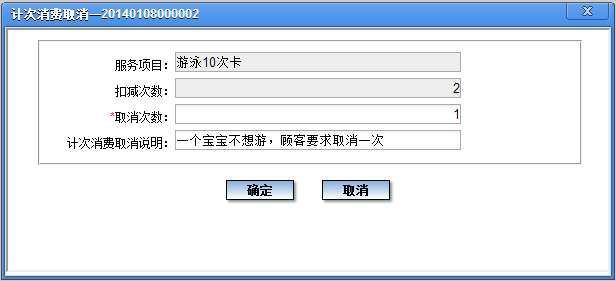 计次消费取消—20140108000002
服务项目： 游泳10次卡
扣减次数： 2
*取消次数： 1
计次消费取消说明： 一个宝宝不想游，顾客要求取消一次
确定 取消